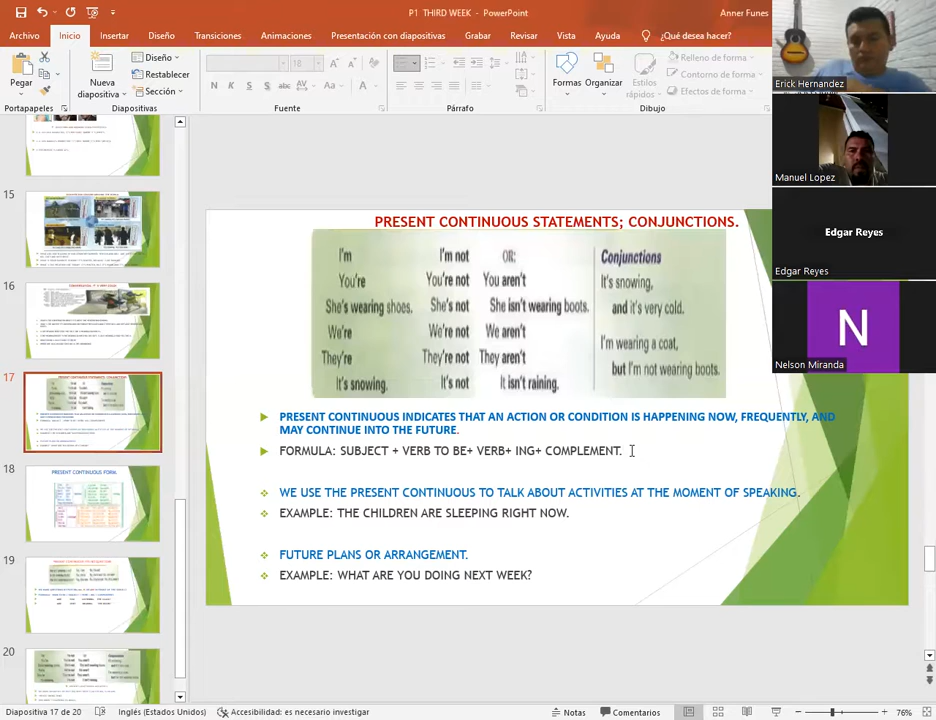 P1 THIRD WEEK - PowerPoint
Anner Funes
Archivo
Inicio
Insertar
Diseño
Transiciones
Animaciones
Presentación con diapositivas
Grabar
Revisar
Vista
Ayuda
¿Qué desea hacer?
Pegar
Nueva
diapositiva
Diseño
Restablecer
Sección
18
N K S abc AV Aa A
Formas
Organizar
Estilos
rápidos
Relleno de forma
Contorno de forma
Efectos de forma
Portapapeles
Diapositivas
Fuente
Párrafo
Dibujo
Erick Hernandez
Manuel Lopez
Edgar Reyes
Edgar Reyes
N
Nelson Miranda
15
16
17
18
PRESENT CONTINUOUS FORM.
19
20
PRESENT CONTINUOUS STATEMENTS; CONJUNCTIONS.
I'm I'm not OR: Conjunctions
You're You're not You aren't It's snowing,
She's wearing shoes. She's not She isn't wearing boots. and it's very cold.
We're We're not We aren't I'm wearing a coat,
They're They're not They aren't but I'm not wearing boots.
It's snowing. It's not It isn't raining.
PRESENT CONTINUOUS INDICATES THAT AN ACTION OR CONDITION IS HAPPENING NOW, FREQUENTLY, AND
MAY CONTINUE INTO THE FUTURE.
FORMULA: SUBJECT + VERB TO BE+ VERB+ ING+ COMPLEMENT.
WE USE THE PRESENT CONTINUOUS TO TALK ABOUT ACTIVITIES AT THE MOMENT OF SPEAKING.
EXAMPLE: THE CHILDREN ARE SLEEPING RIGHT NOW.
FUTURE PLANS OR ARRANGEMENT.
EXAMPLE: WHAT ARE YOU DOING NEXT WEEK?
Diapositiva 17 de 20
Inglés (Estados Unidos)
Accesibilidad: es necesario investigar
Notas
Comentarios
76%